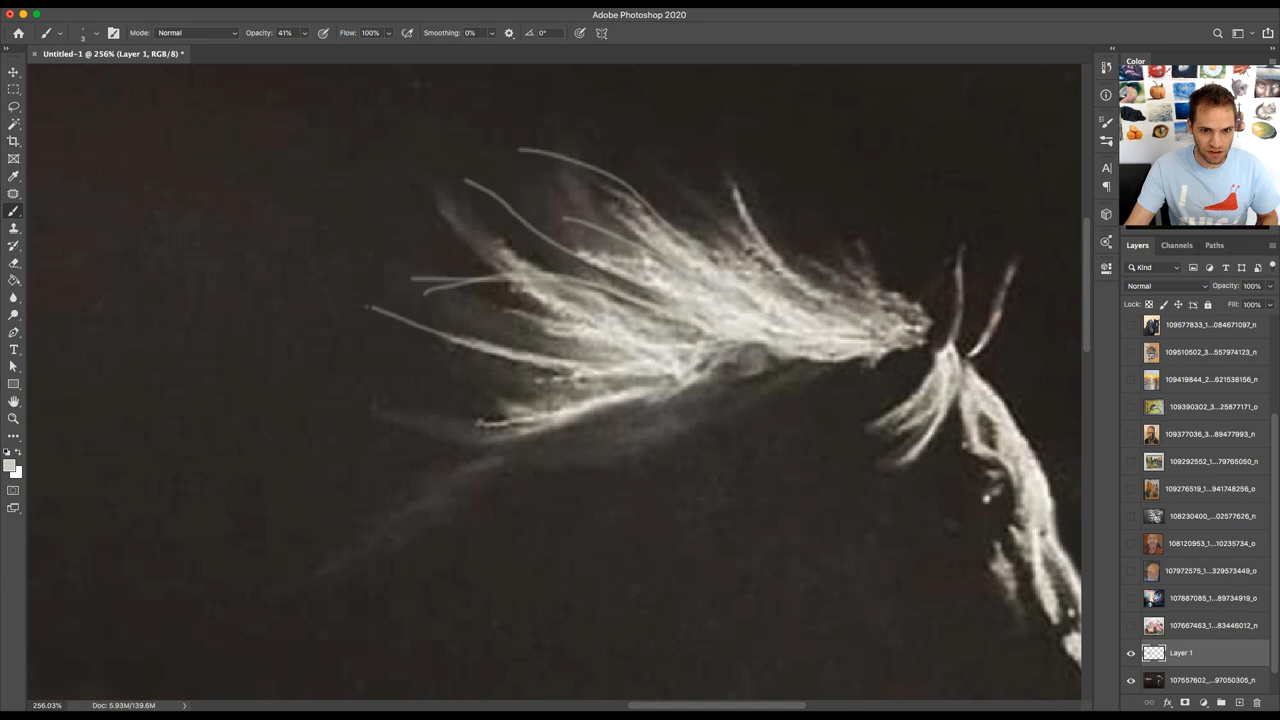 Adobe Photoshop 2020
3 Mode: Normal Opacity: 41% Flow: 100% Smoothing: 0% 0°
Untitled-1 @ 256% (Layer 1, RGB/8) *
Color
Layers Channels Paths
Kind
Normal Opacity: 100%
Lock: Fill: 100%
109577833_1...084671097_n
109510502_3...557974123_n
109419844_2...621538156_n
109390302_3...25877171_o
109377036_3...89477993_n
109292552_1...79765050_n
109276519_1...941748256_o
108230400_...02577626_n
108120953_1...10235734_o
107972575_1...329573449_o
107887085_1...89734919_o
107667463_1...83446012_n
Layer 1
107557602_...97050305_n
256.03% Doc: 5.93M/139.6M